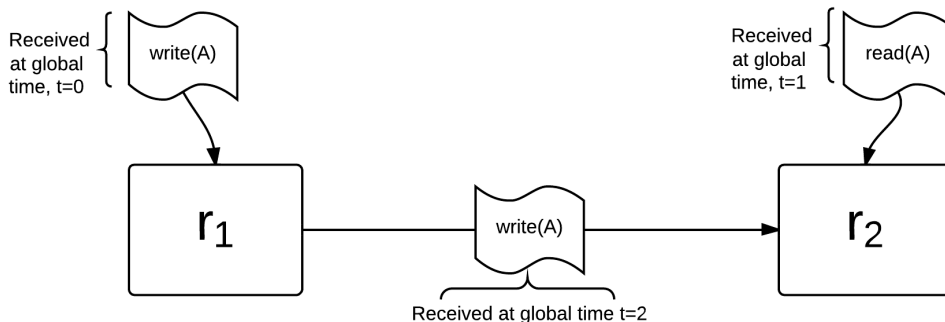 Received
at global
time, t=0
write(A)
Received
at global
time, t=1
read(A)
r1
write(A)
r2
Received at global time t=2